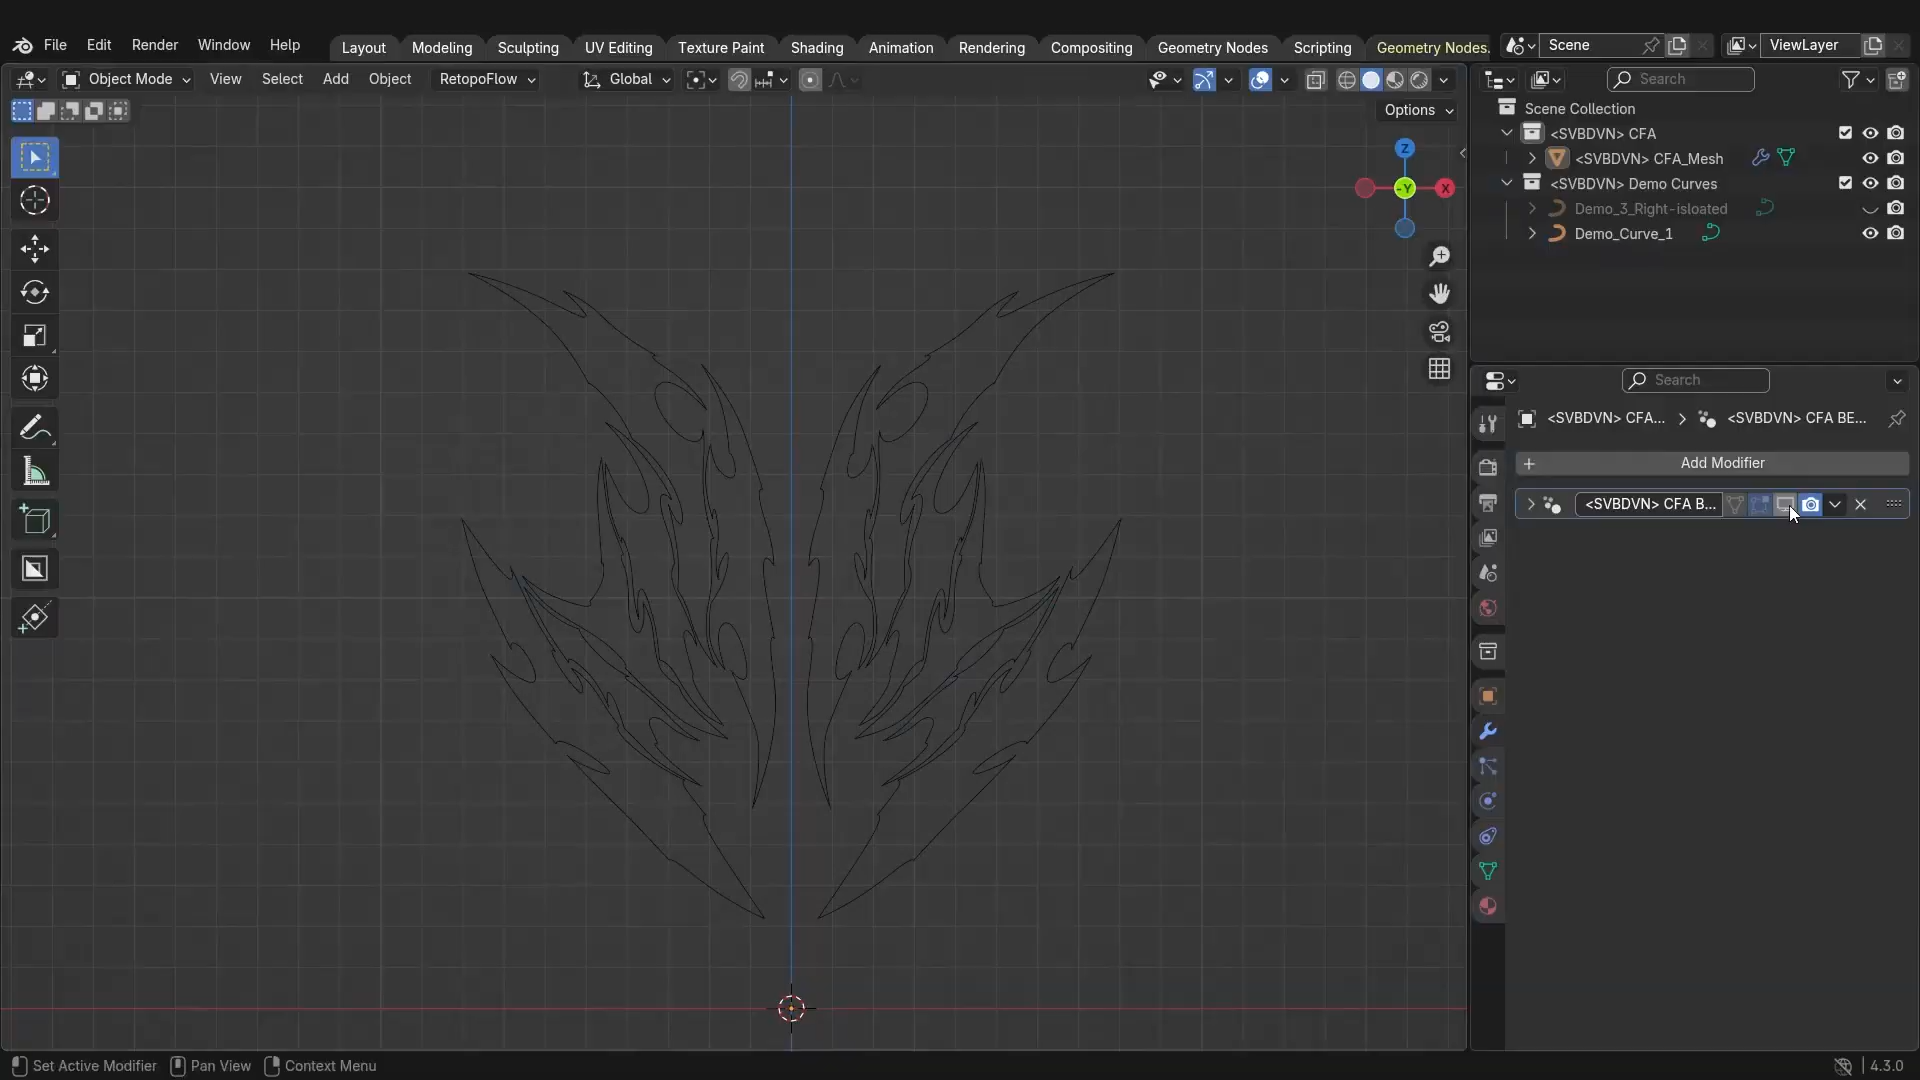 File Edit Render Window Help Layout Modeling Sculpting UV Editing Texture Paint Shading Animation Rendering Compositing Geometry Nodes Scripting Geometry Nodes. Scene ViewLayer
Object Mode View Select Add Object RetopoFlow Global Search
Options
Scene Collection
<SVBDVN> CFA
<SVBDVN> CFA_Mesh
<SVBDVN> Demo Curves
Demo_3_Right-isloated
Demo_Curve_1
Z
-Y X
Search
<SVBDVN> CFA... <SVBDVN> CFA BE...
Add Modifier
<SVBDVN> CFA B...
Set Active Modifier Pan View Context Menu 4.3.0